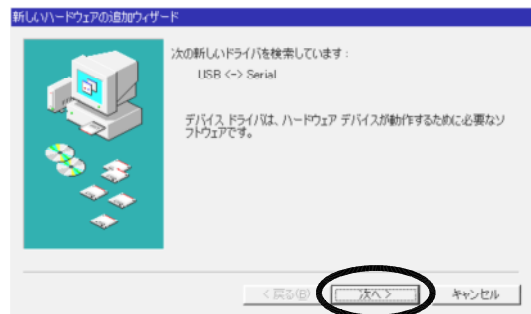 新しいハードウェアの追加ウィザード
次の新しいドライバを検索しています：
USB <-> Serial
デバイス ドライバは、ハードウェア デバイスが動作するために必要なソ
フトウェアです。
< 戻る(B)
次へ >
キャンセル